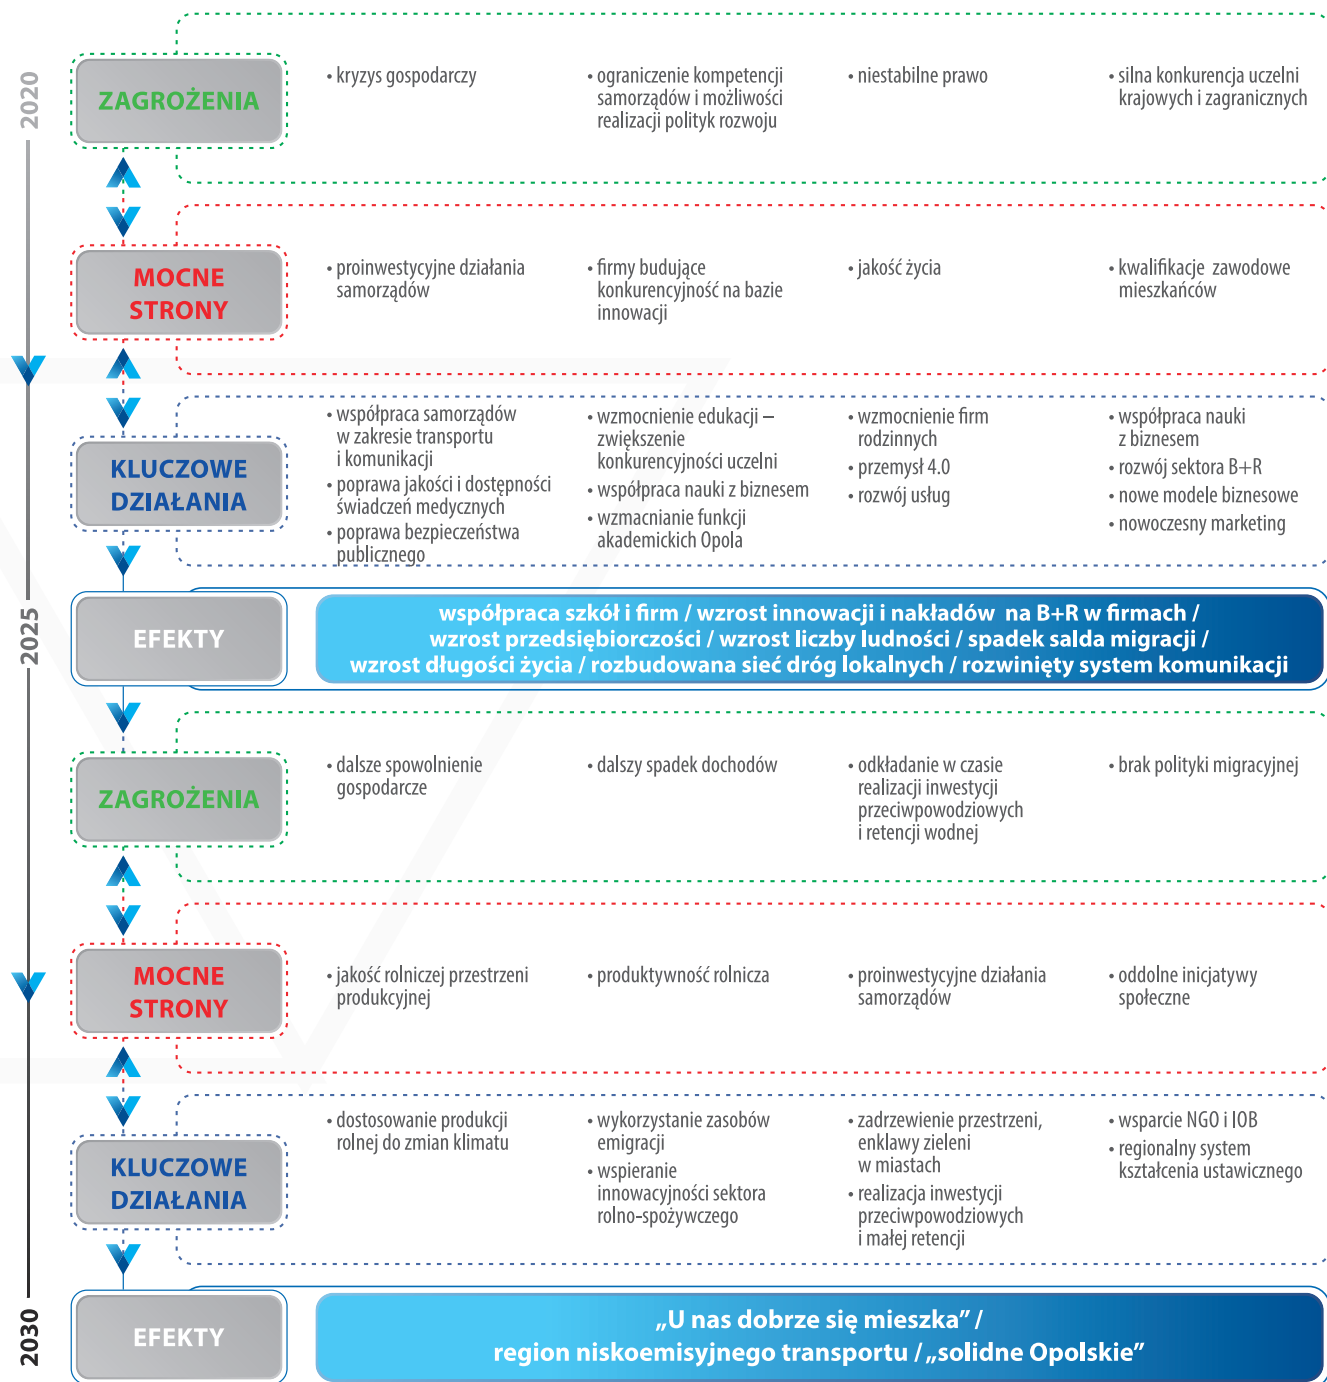 2020
ZAGROŻENIA
• kryzys gospodarczy
• ograniczenie kompetencji
samorządów i możliwości
realizacji polityk rozwoju
• niestabilne prawo
• silna konkurencja uczelni
krajowych i zagranicznych
MOCNE
STRONY
• proinwestycyjne działania
samorządów
• firmy budujące
konkurencyjność na bazie
innowacji
• jakość życia
• kwalifikacje zawodowe
mieszkańców
KLUCZOWE
DZIAŁANIA
• współpraca samorządów
w zakresie transportu
i komunikacji
• poprawa jakości i dostępności
świadczeń medycznych
• poprawa bezpieczeństwa
publicznego
• wzmocnienie edukacji –
zwiększenie
konkurencyjności uczelni
• współpraca nauki z biznesem
• wzmacnianie funkcji
akademickich Opola
• wzmocnienie firm
rodzinnych
• przemysł 4.0
• rozwój usług
• współpraca nauki
z biznesem
• rozwój sektora B+R
• nowe modele biznesowe
• nowoczesny marketing
2025
EFEKTY
współpraca szkół i firm / wzrost innowacji i nakładów na B+R w firmach /
wzrost przedsiębiorczości / wzrost liczby ludności / spadek salda migracji /
wzrost długości życia / rozbudowana sieć dróg lokalnych / rozwinięty system komunikacji
ZAGROŻENIA
• dalsze spowolnienie
gospodarcze
• dalszy spadek dochodów
• odkładanie w czasie
realizacji inwestycji
przeciwpowodziowych
i retencji wodnej
• brak polityki migracyjnej
MOCNE
STRONY
• jakość rolniczej przestrzeni
produkcyjnej
• produktywność rolnicza
• proinwestycyjne działania
samorządów
• oddolne inicjatywy
społeczne
KLUCZOWE
DZIAŁANIA
• dostosowanie produkcji
rolnej do zmian klimatu
• wykorzystanie zasobów
emigracji
• wspieranie
innowacyjności sektora
rolno-spożywczego
• zadrzewienie przestrzeni,
enklawy zieleni
w miastach
• realizacja inwestycji
przeciwpowodziowych
i małej retencji
• wsparcie NGO i IOB
• regionalny system
kształcenia ustawicznego
2030
EFEKTY
„U nas dobrze się mieszka” /
region niskoemisyjnego transportu / „solidne Opolskie”